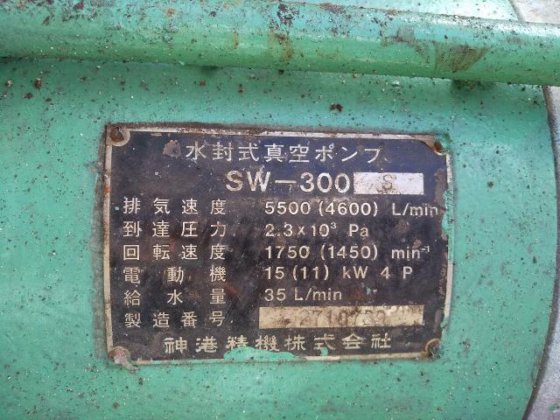 水封式真空ポンプ
SW-300 S
排気速度 5500 (4600) L/min
到達圧力 2.3×10³ Pa
回転速度 1750 (1450) min⁻¹
電動機 15 (11) kW 4 P
給水量 35 L/min
製造番号
神港精機株式会社